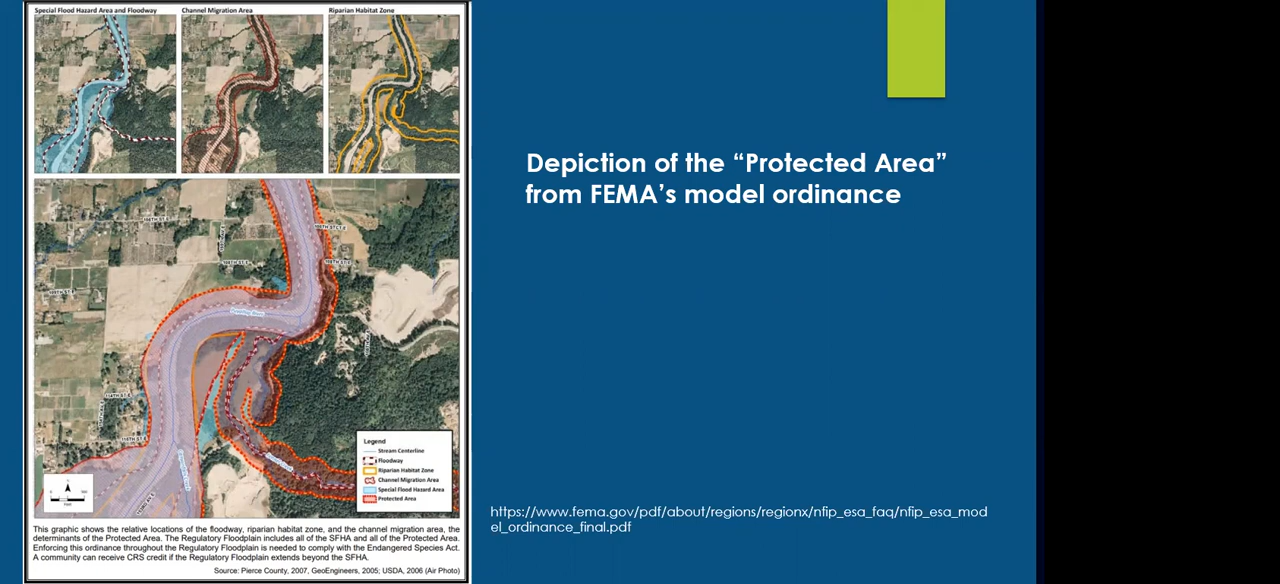 Special Flood Hazard Area and Floodway
Channel Migration Area
Riparian Habitat Zone
Depiction of the “Protected Area”
from FEMA’s model ordinance
Legend
Stream Centerline
Floodway
Riparian Habitat Zone
Channel Migration Area
Special Flood Hazard Area
Protected Area
https://www.fema.gov/pdf/about/regions/regionx/nfip_esa_faq/nfip_esa_mod
el_ordinance_final.pdf
This graphic shows the relative locations of the floodway, riparian habitat zone, and the channel migration area, the
determinants of the Protected Area. The Regulatory Floodplain includes all of the SFHA and all of the Protected Area.
Enforcing this ordinance throughout the Regulatory Floodplain is needed to comply with the Endangered Species Act.
A community can receive CRS credit if the Regulatory Floodplain extends beyond the SFHA.
Source: Pierce County, 2007, GeoEngineers, 2005; USDA, 2006 (Air Photo)